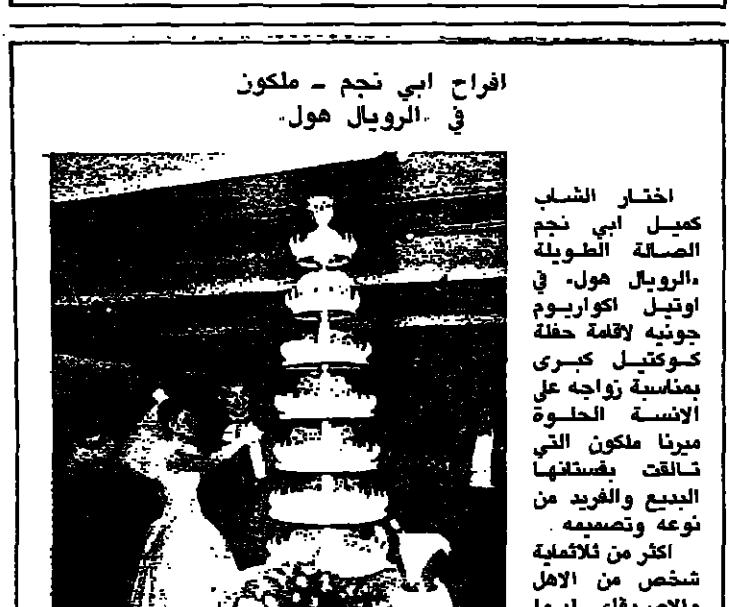 افراح ابي نجم - ملكون
في «الرويال هول»
اختار الشاب
كميل ابي نجم
الصالة الطويلة
«الرويال هول» في
اوتيل اكواريوم
جونيه لاقامة حفلة
كوكتيل كبرى
بمناسبة زواجه على
الانسة الحلوة
ميرنا ملكون التي
تالقت بفستانها
البديع والفريد من
نوعه وتصميمه.
اكثر من ثلاثماية
شخص من الاهل